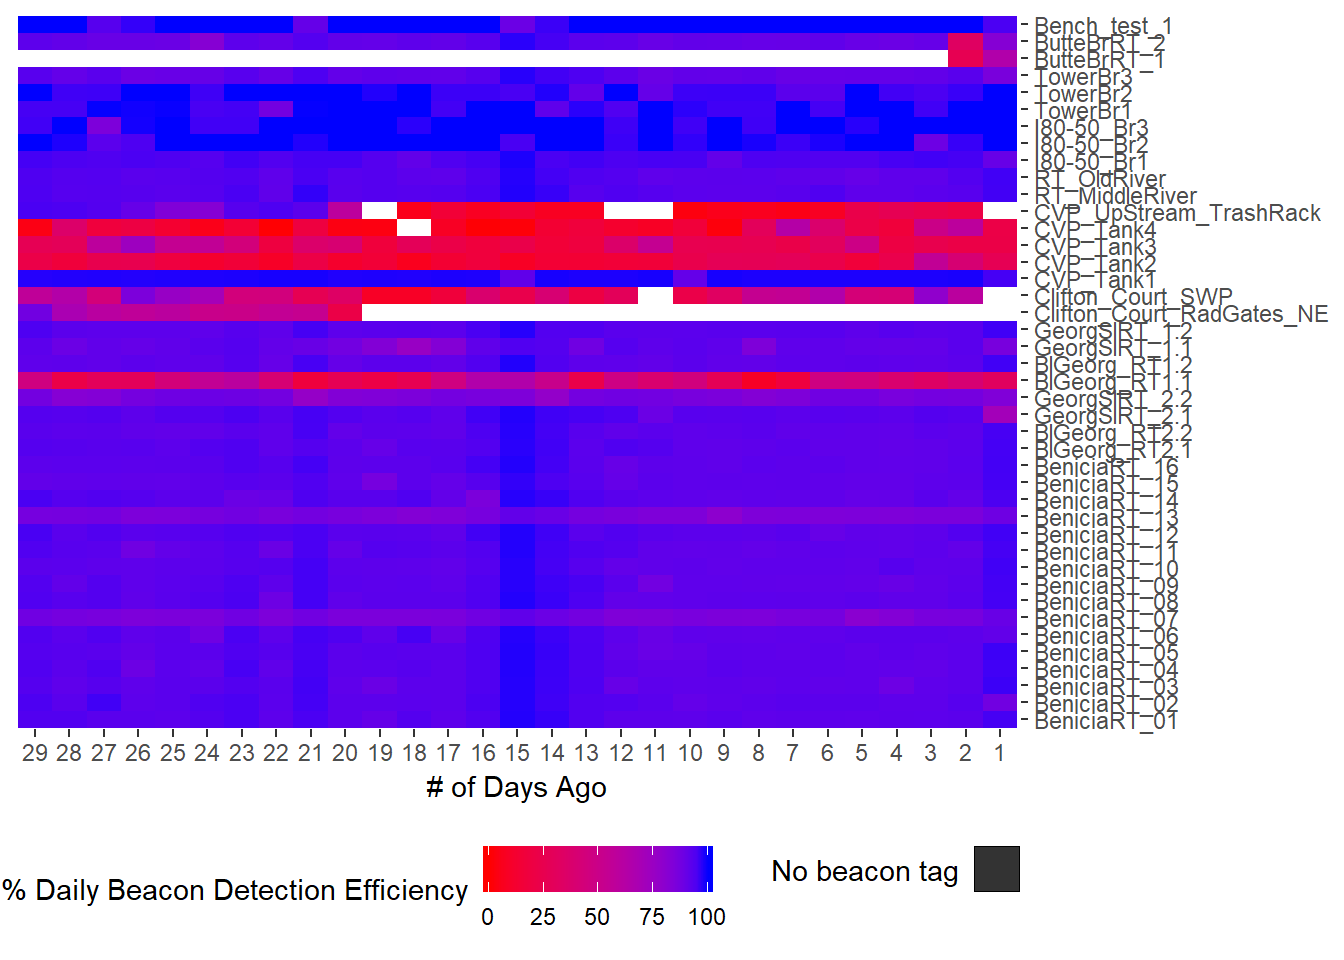 Bench_test_1
ButteBrRT_2
ButteBrRT_1
TowerBr3
TowerBr2
TowerBr1
I80-50_Br3
I80-50_Br2
I80-50_Br1
RT_OldRiver
RT_MiddleRiver
CVP_UpStream_TrashRack
CVP_Tank4
CVP_Tank3
CVP_Tank2
CVP_Tank1
Clifton_Court_SWP
Clifton_Court_RadGates_NE
GeorgSlRT_1.2
GeorgSlRT_1.1
BlGeorg_RT1.2
BlGeorg_RT1.1
GeorgSlRT_2.2
GeorgSlRT_2.1
BlGeorg_RT2.2
BlGeorg_RT2.1
BeniciaRT_16
BeniciaRT_15
BeniciaRT_14
BeniciaRT_13
BeniciaRT_12
BeniciaRT_11
BeniciaRT_10
BeniciaRT_09
BeniciaRT_08
BeniciaRT_07
BeniciaRT_06
BeniciaRT_05
BeniciaRT_04
BeniciaRT_03
BeniciaRT_02
BeniciaRT_01
29 28 27 26 25 24 23 22 21 20 19 18 17 16 15 14 13 12 11 10 9 8 7 6 5 4 3 2 1
# of Days Ago
% Daily Beacon Detection Efficiency
0 25 50 75 100
No beacon tag